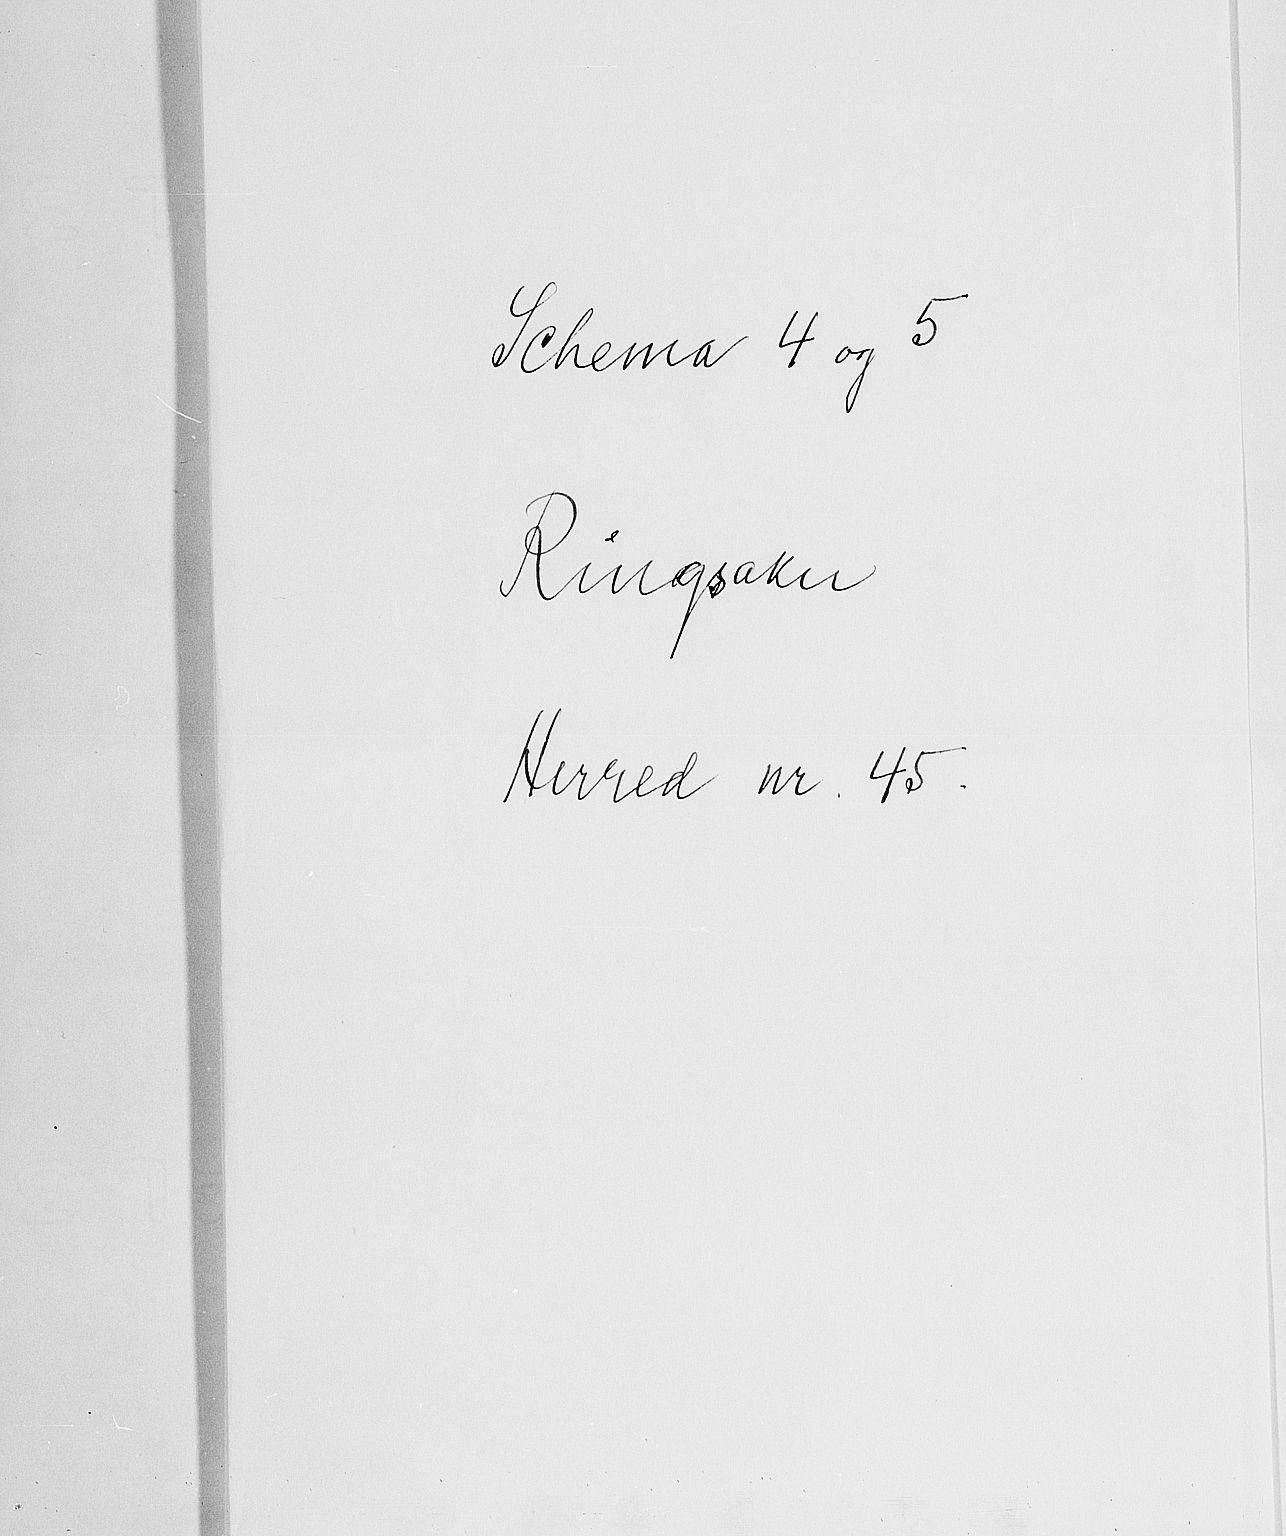 Schema 4 og 5
Ringsaker
Herred nr. 45.